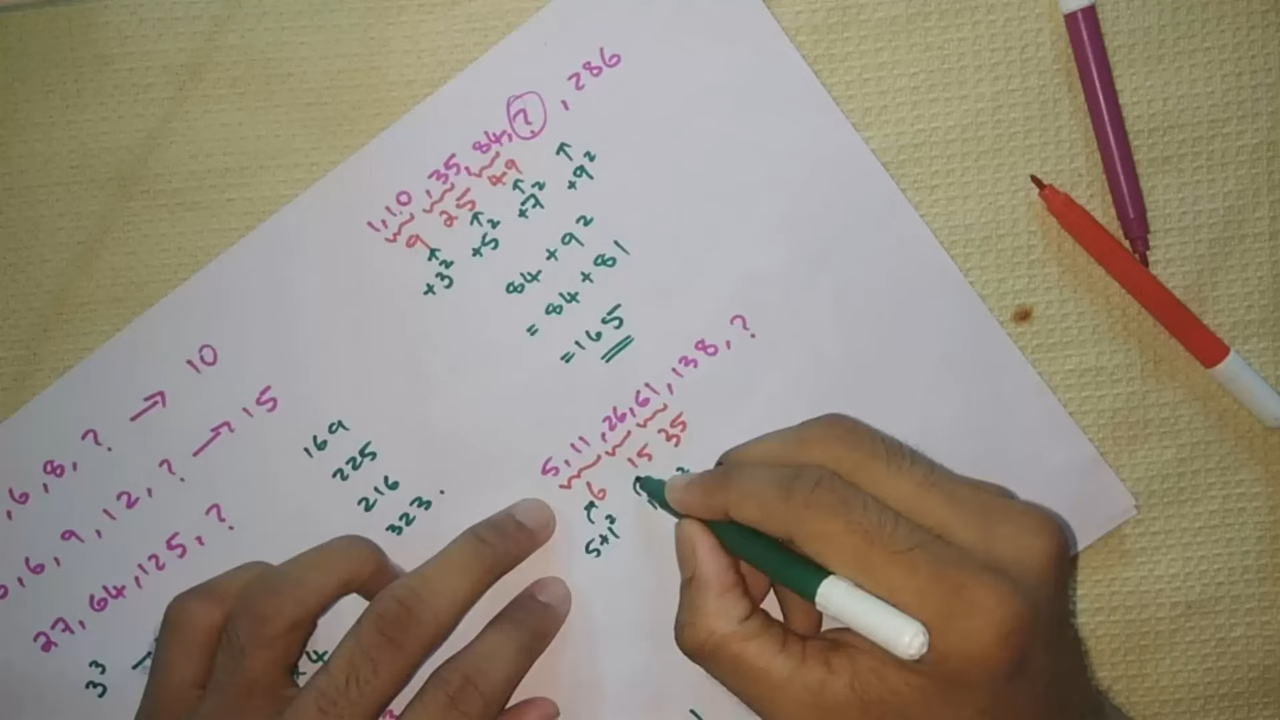 1, 10, 35, 84, ?, 286
9 25 49
+3² +5² +7² +9²
84 + 9²
= 84 + 81
= 165
, 6, 8, ? → 10
, 6, 9, 12, ? → 15
27, 64, 125, ?
3³
169
225
216
323.
5, 11, 26, 61, 138, ?
6 15 35
5+1²